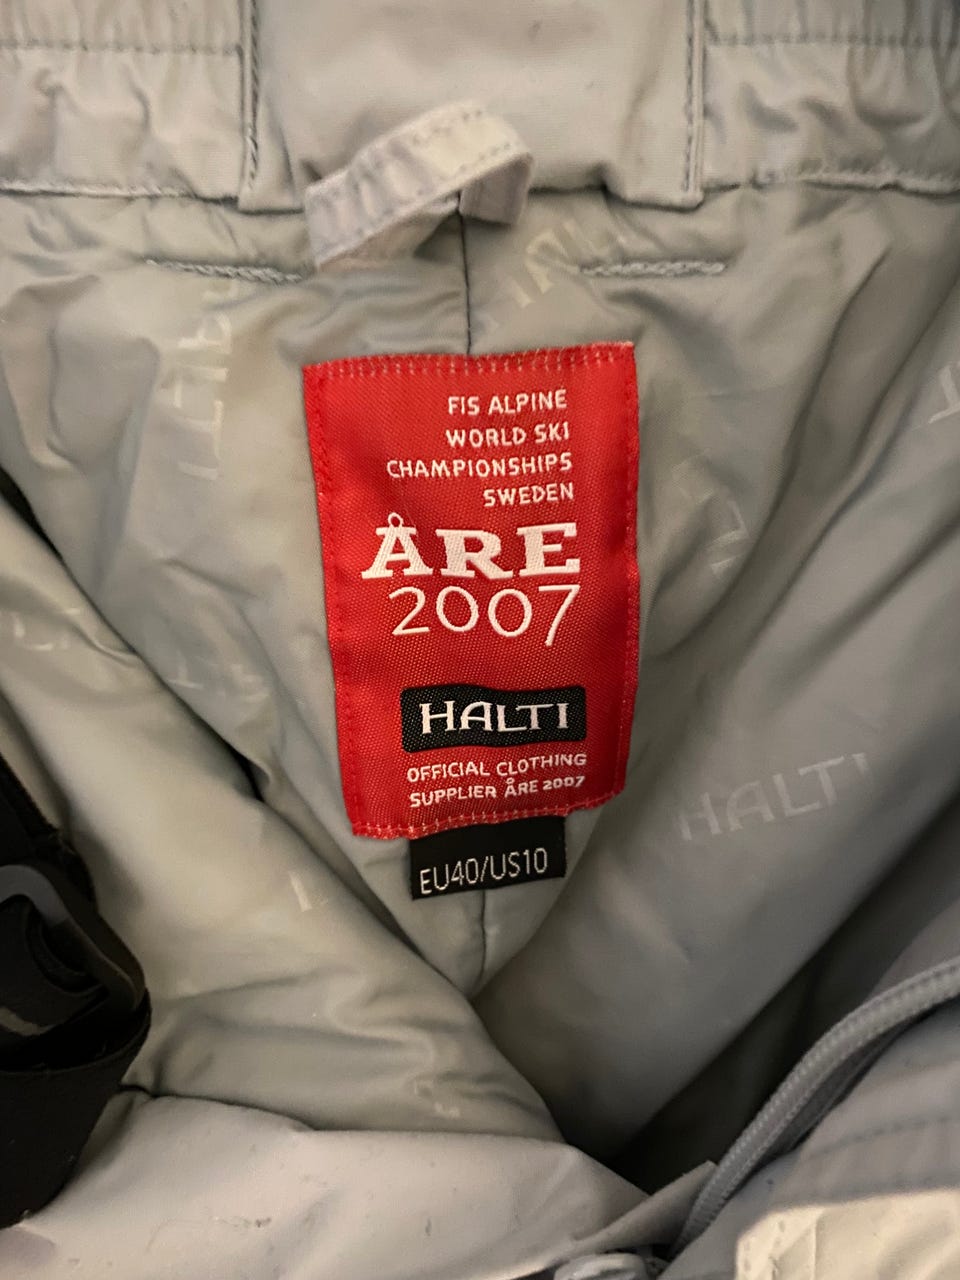 FIS ALPINE
WORLD SKI
CHAMPIONSHIPS
SWEDEN
ÅRE
2007
HALTI
OFFICIAL CLOTHING
SUPPLIER ÅRE 2007
EU40/US10
HALTI